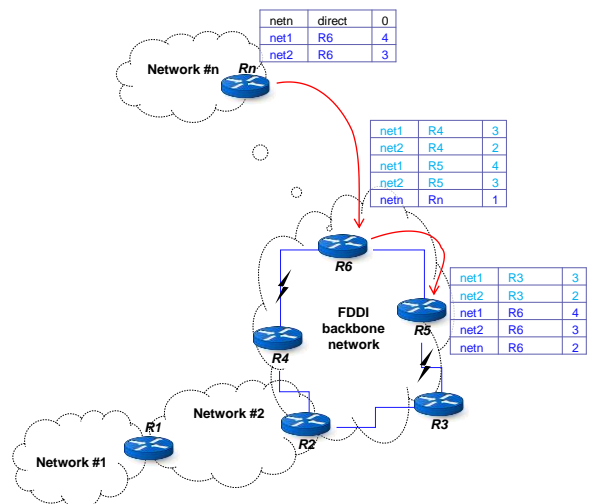 netn direct 0
net1 R6 4
net2 R6 3
Network #n
Rn
net1 R4 3
net2 R4 2
net1 R5 4
net2 R5 3
netn Rn 1
R6
net1 R3 3
net2 R3 2
net1 R6 4
net2 R6 3
netn R6 2
FDDI
backbone
network
R5
R4
R3
Network #2
R1
R2
Network #1